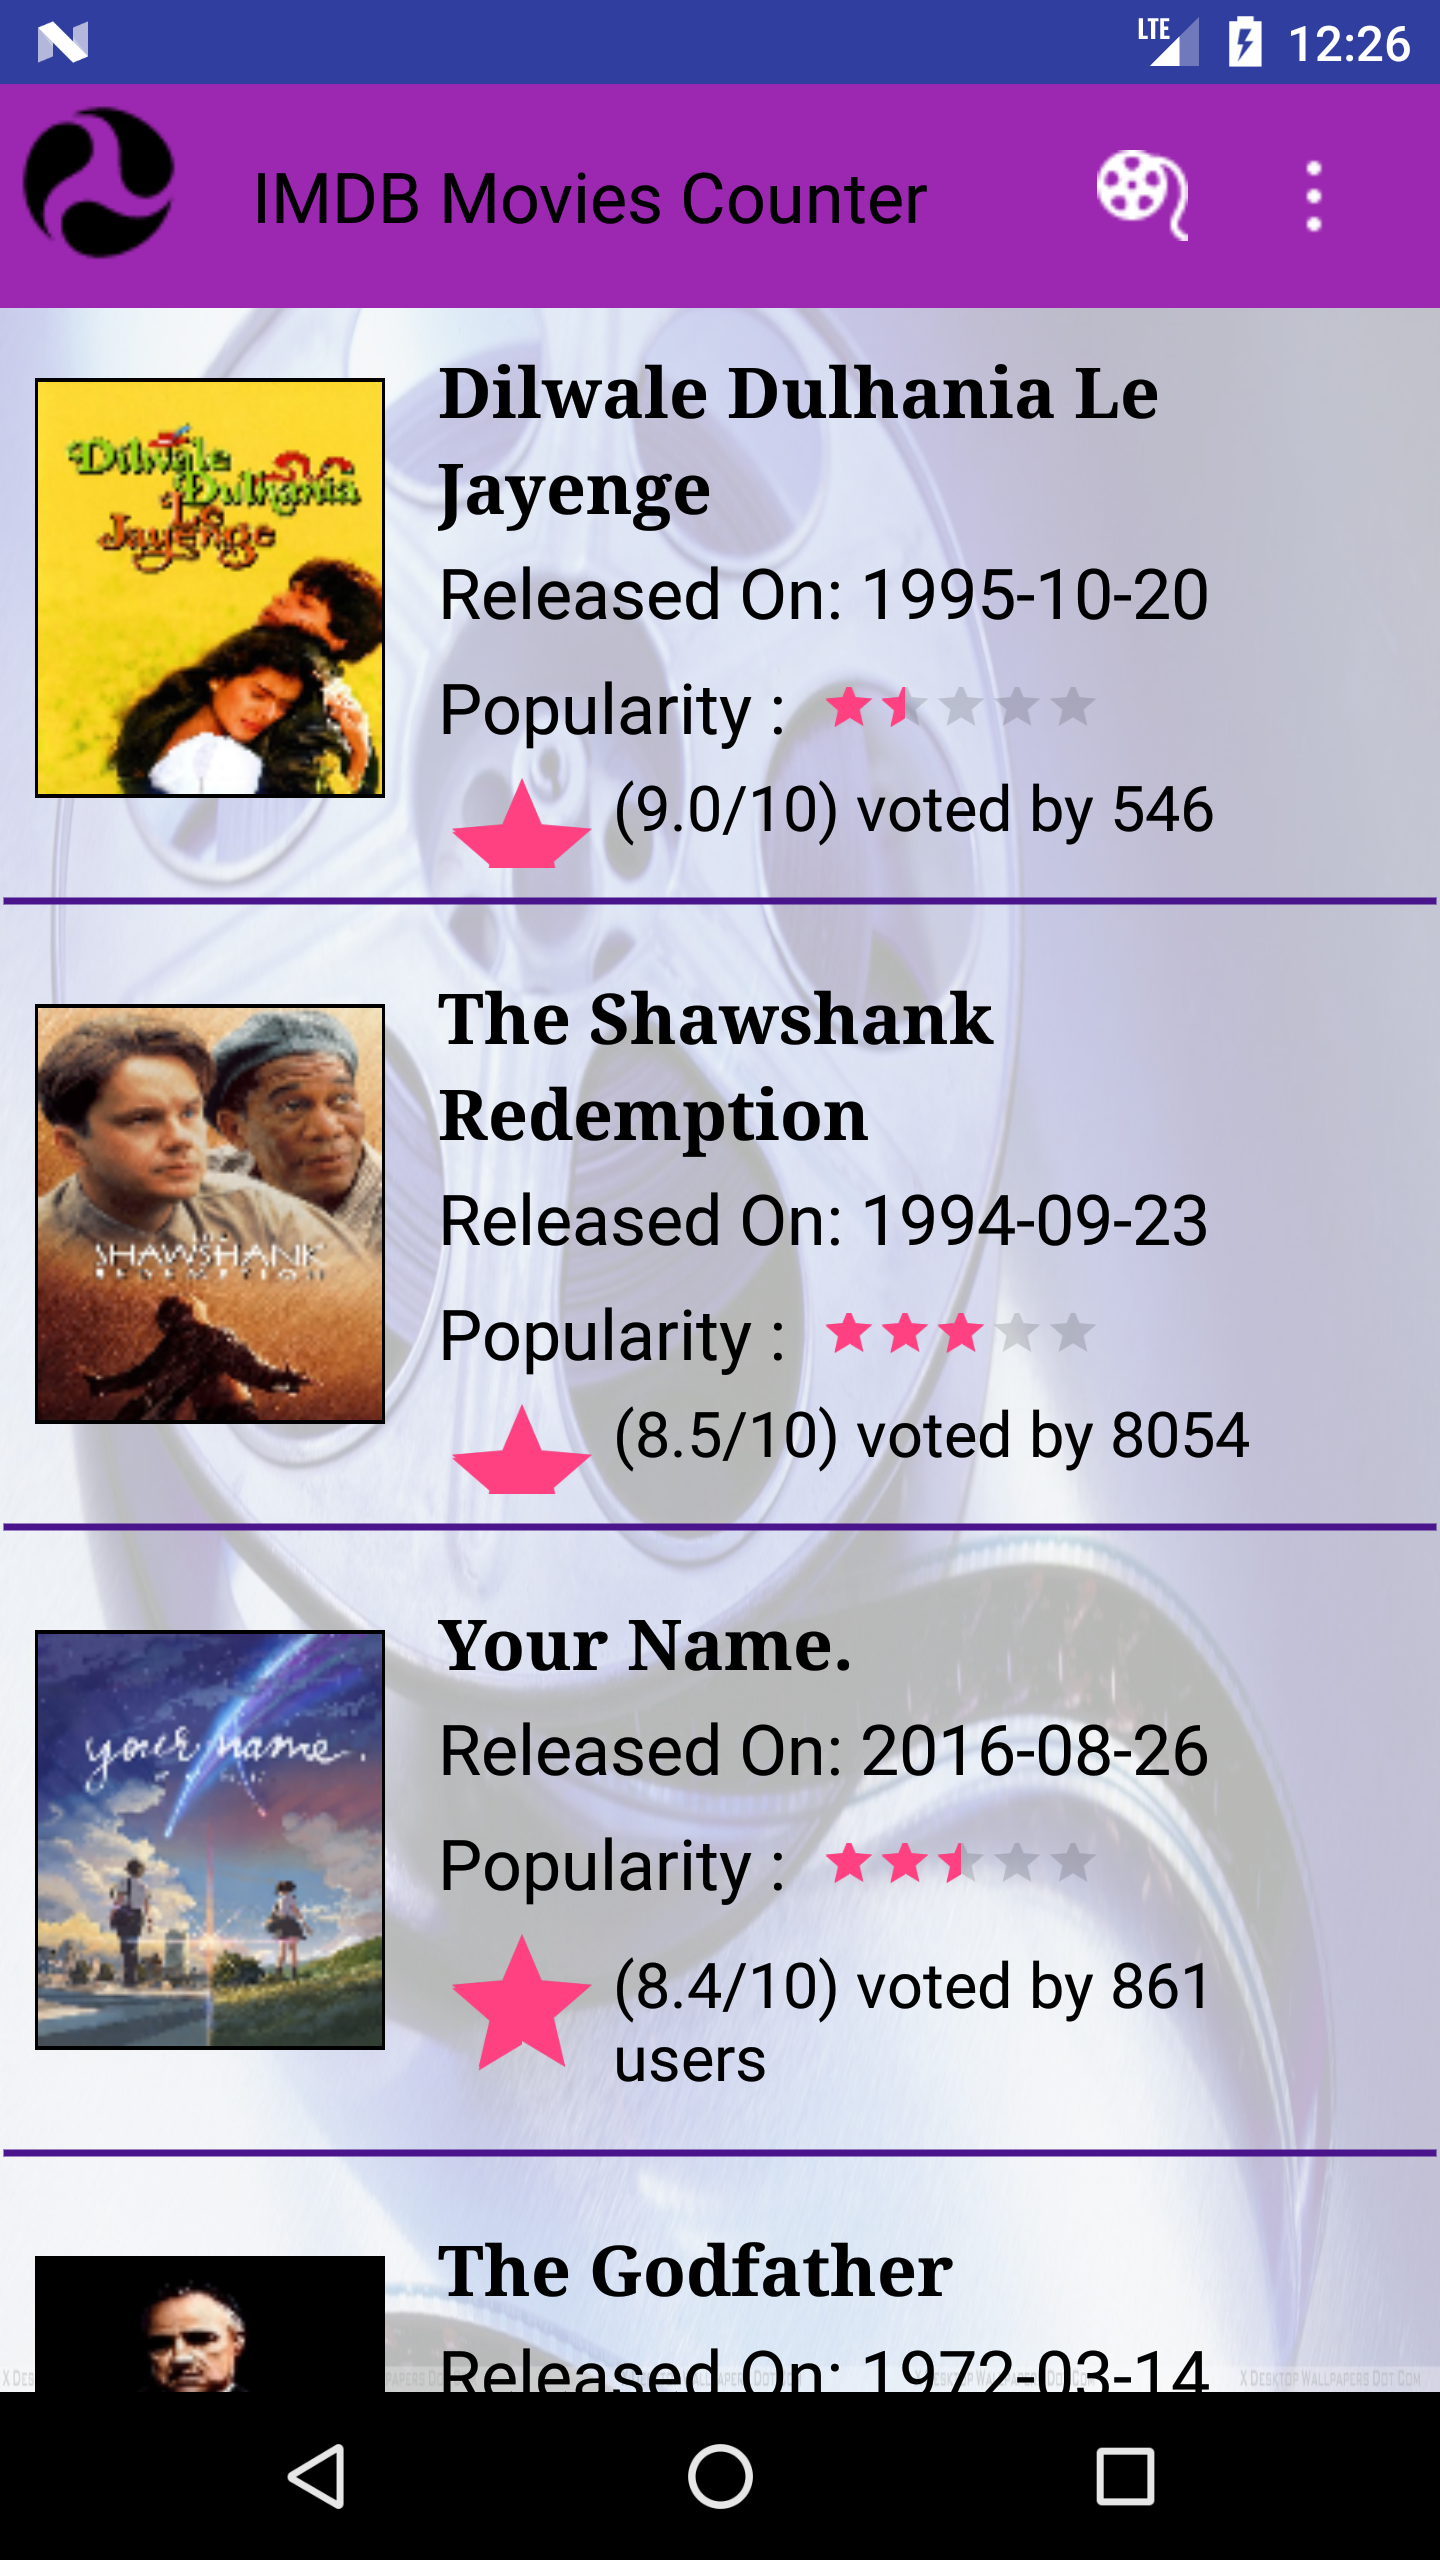 LTE 12:26
IMDB Movies Counter
Dilwale
Dulhania
Le
Jayenge
Dilwale Dulhania Le
Jayenge
Released On: 1995-10-20
Popularity :
(9.0/10) voted by 546
THE
SHAWSHANK
REDEMPTION
The Shawshank
Redemption
Released On: 1994-09-23
Popularity :
(8.5/10) voted by 8054
your name.
Your Name.
Released On: 2016-08-26
Popularity :
(8.4/10) voted by 861
users
The Godfather
Released On: 1972-03-14
X Desktop Wallpapers Dot Com